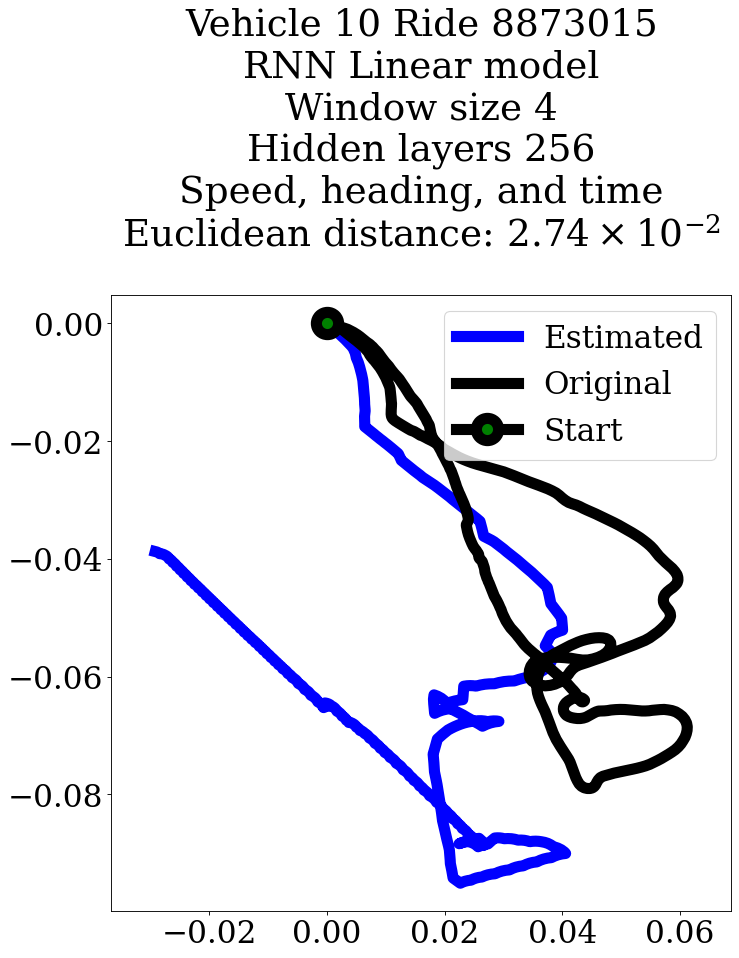 Vehicle 10 Ride 8873015
RNN Linear model
Window size 4
Hidden layers 256
Speed, heading, and time
Euclidean distance: 2.74 × 10⁻²
Estimated
Original
Start
0.00
−0.02
−0.04
−0.06
−0.08
−0.02 0.00 0.02 0.04 0.06